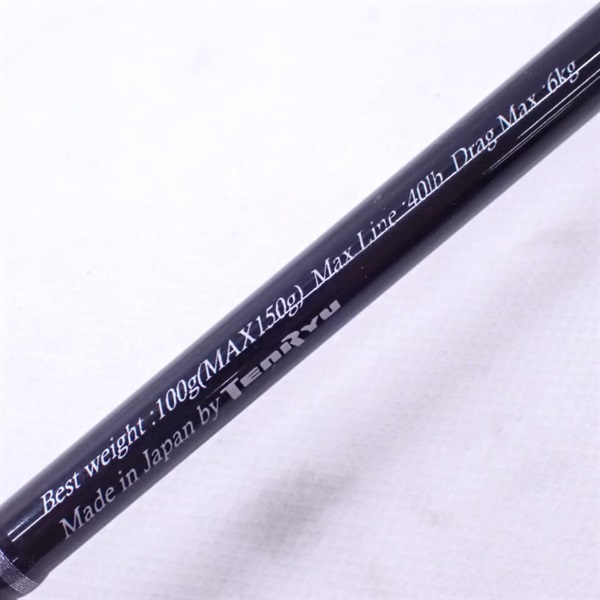 Best weight :100g(MAX150g) Max Line :40lb Drag Max :6kg
Made in Japan by TenRyu